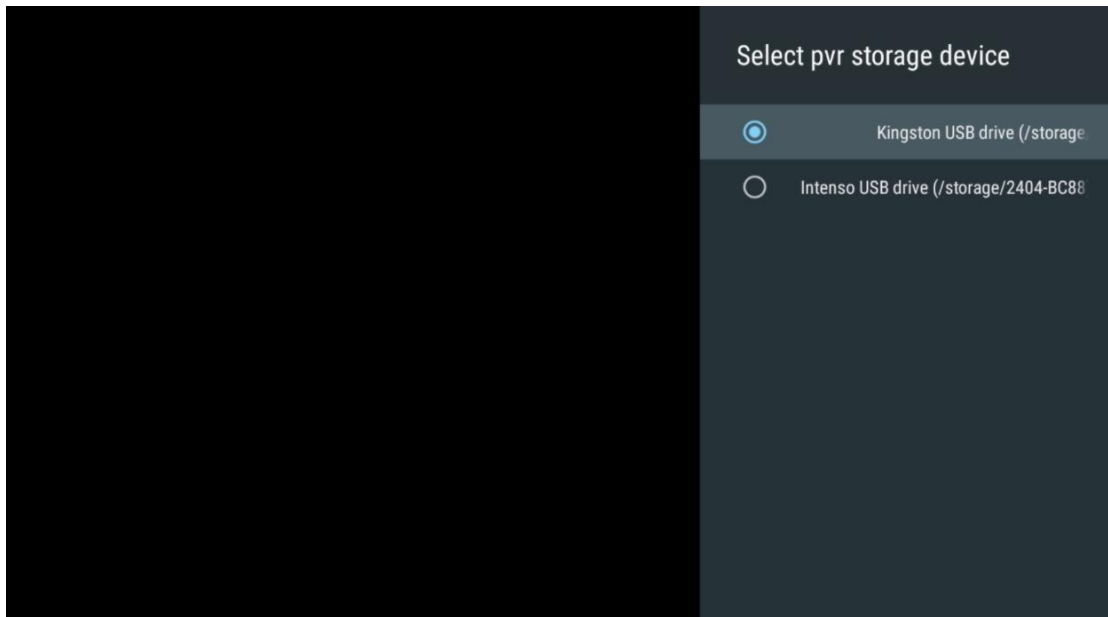 Select pvr storage device
Kingston USB drive (/storage
Intenso USB drive (/storage/2404-BC88